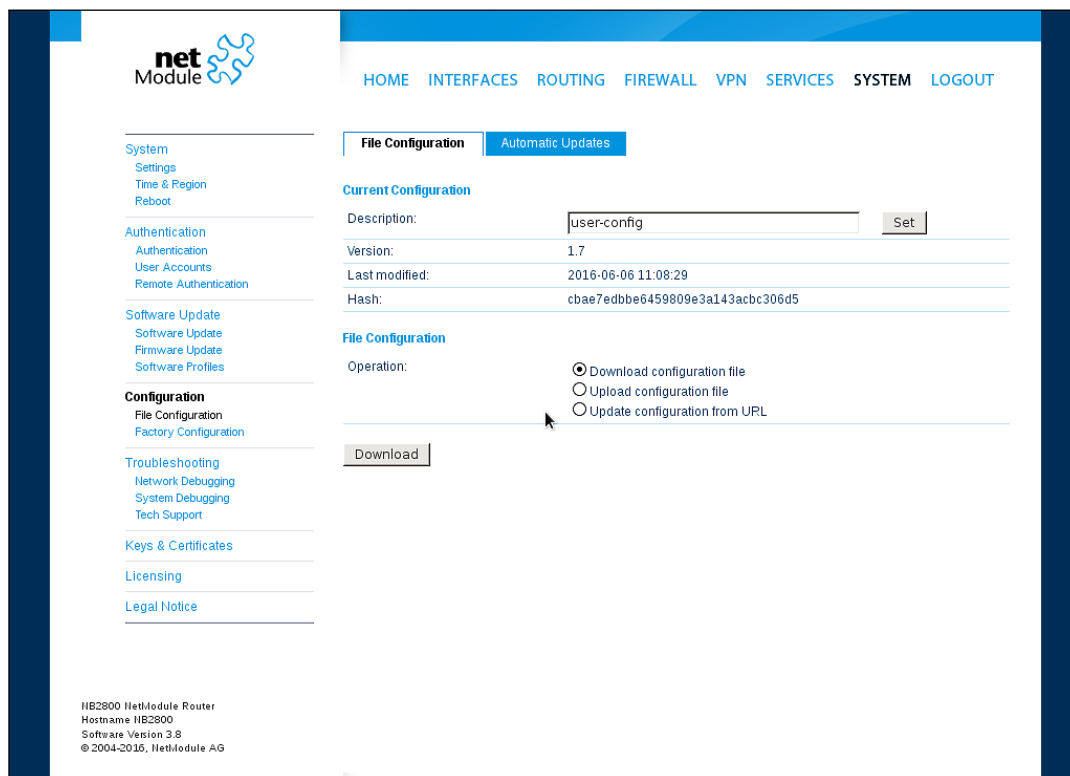 net
Module
HOME INTERFACES ROUTING FIREWALL VPN SERVICES SYSTEM LOGOUT
System
Settings
Time & Region
Reboot
Authentication
Authentication
User Accounts
Remote Authentication
Software Update
Software Update
Firmware Update
Software Profiles
Configuration
File Configuration
Factory Configuration
Troubleshooting
Network Debugging
System Debugging
Tech Support
Keys & Certificates
Licensing
Legal Notice
NB2800 NetModule Router
Hostname NB2800
Software Version 3.8
© 2004-2016, NetModule AG
File Configuration Automatic Updates
Current Configuration
Description: user-config Set
Version: 1.7
Last modified: 2016-06-06 11:08:29
Hash: cbae7edbbe6459809e3a143acbc306d5
File Configuration
Operation: Download configuration file
Upload configuration file
Update configuration from URL
Download